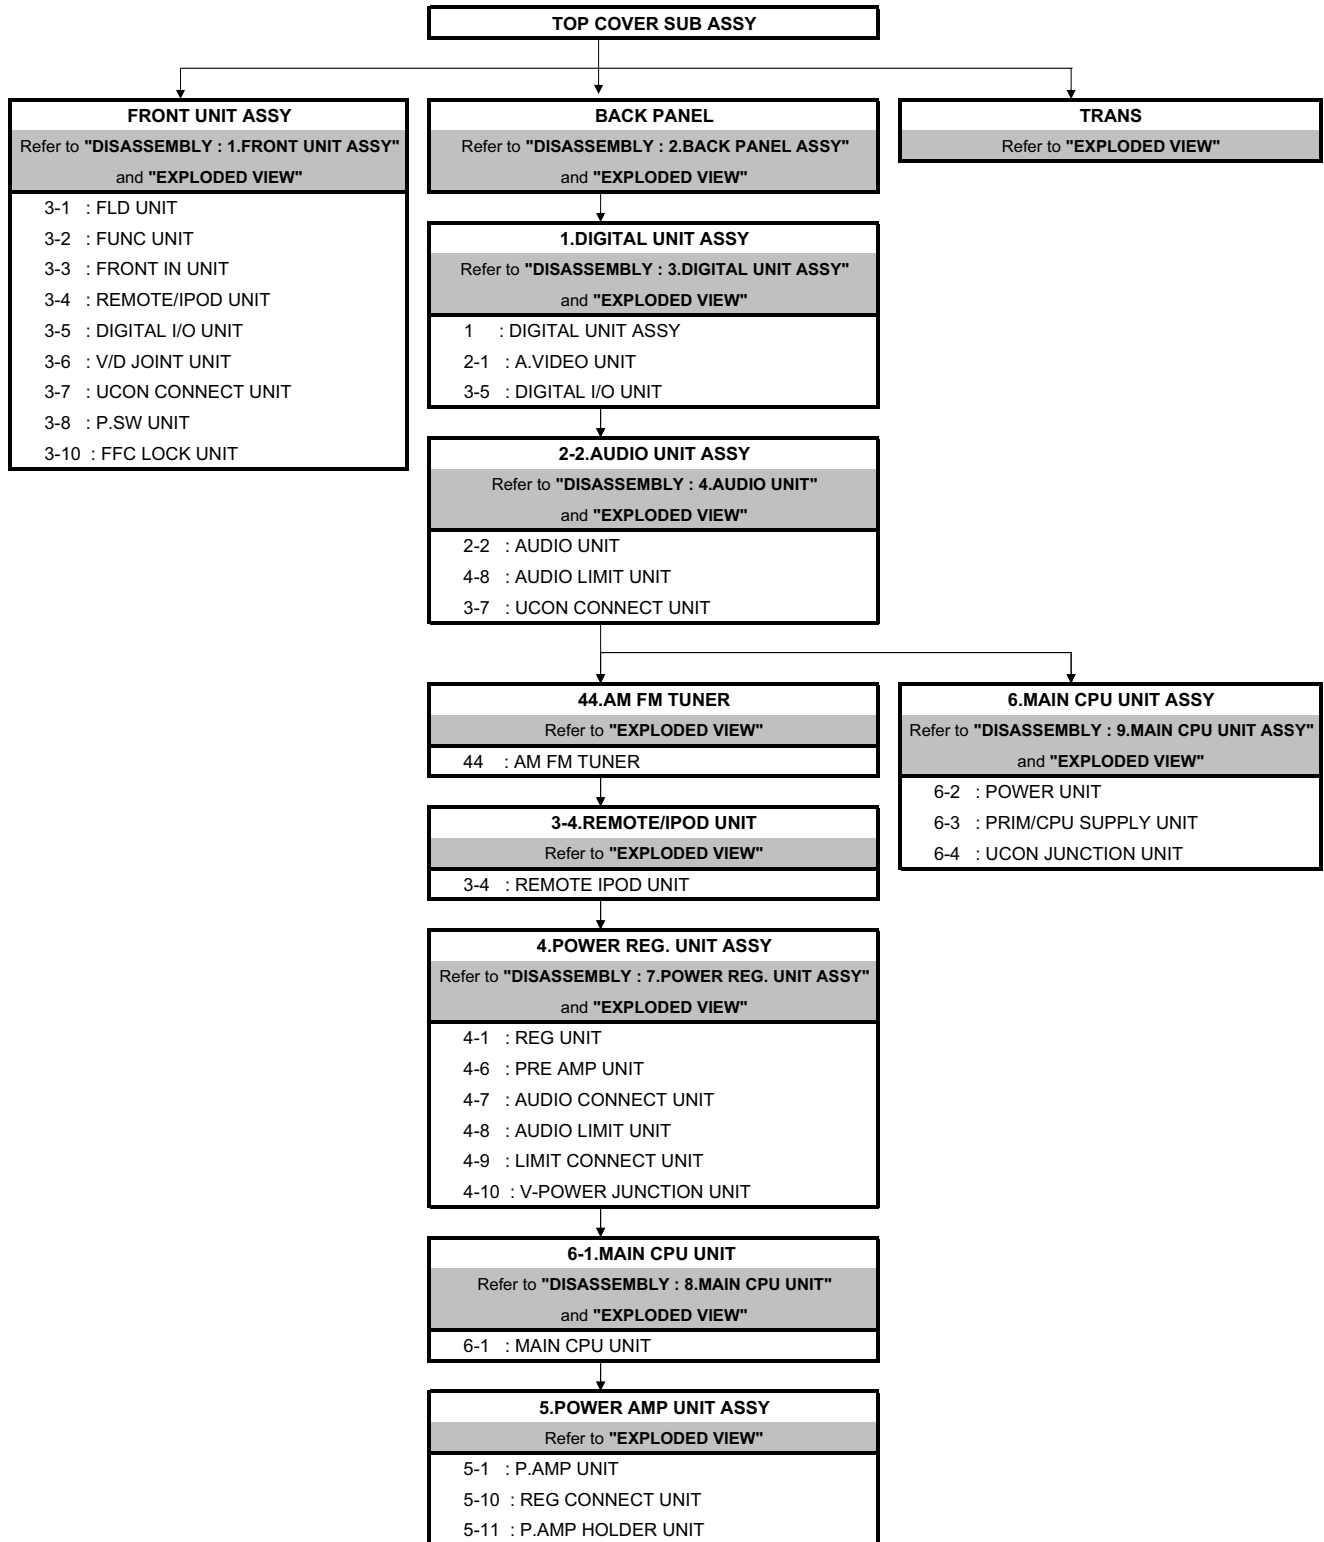 TOP COVER SUB ASSY
FRONT UNIT ASSY
Refer to "DISASSEMBLY : 1.FRONT UNIT ASSY"
and "EXPLODED VIEW"
3-1 : FLD UNIT
3-2 : FUNC UNIT
3-3 : FRONT IN UNIT
3-4 : REMOTE/IPOD UNIT
3-5 : DIGITAL I/O UNIT
3-6 : V/D JOINT UNIT
3-7 : UCON CONNECT UNIT
3-8 : P.SW UNIT
3-10 : FFC LOCK UNIT
BACK PANEL
Refer to "DISASSEMBLY : 2.BACK PANEL ASSY"
and "EXPLODED VIEW"
TRANS
Refer to "EXPLODED VIEW"
1.DIGITAL UNIT ASSY
Refer to "DISASSEMBLY : 3.DIGITAL UNIT ASSY"
and "EXPLODED VIEW"
1 : DIGITAL UNIT ASSY
2-1 : A.VIDEO UNIT
3-5 : DIGITAL I/O UNIT
2-2.AUDIO UNIT ASSY
Refer to "DISASSEMBLY : 4.AUDIO UNIT"
and "EXPLODED VIEW"
2-2 : AUDIO UNIT
4-8 : AUDIO LIMIT UNIT
3-7 : UCON CONNECT UNIT
44.AM FM TUNER
Refer to "EXPLODED VIEW"
44 : AM FM TUNER
6.MAIN CPU UNIT ASSY
Refer to "DISASSEMBLY : 9.MAIN CPU UNIT ASSY"
and "EXPLODED VIEW"
6-2 : POWER UNIT
6-3 : PRIM/CPU SUPPLY UNIT
6-4 : UCON JUNCTION UNIT
3-4.REMOTE/IPOD UNIT
Refer to "EXPLODED VIEW"
3-4 : REMOTE IPOD UNIT
4.POWER REG. UNIT ASSY
Refer to "DISASSEMBLY : 7.POWER REG. UNIT ASSY"
and "EXPLODED VIEW"
4-1 : REG UNIT
4-6 : PRE AMP UNIT
4-7 : AUDIO CONNECT UNIT
4-8 : AUDIO LIMIT UNIT
4-9 : LIMIT CONNECT UNIT
4-10 : V-POWER JUNCTION UNIT
6-1.MAIN CPU UNIT
Refer to "DISASSEMBLY : 8.MAIN CPU UNIT"
and "EXPLODED VIEW"
6-1 : MAIN CPU UNIT
5.POWER AMP UNIT ASSY
Refer to "EXPLODED VIEW"
5-1 : P.AMP UNIT
5-10 : REG CONNECT UNIT
5-11 : P.AMP HOLDER UNIT